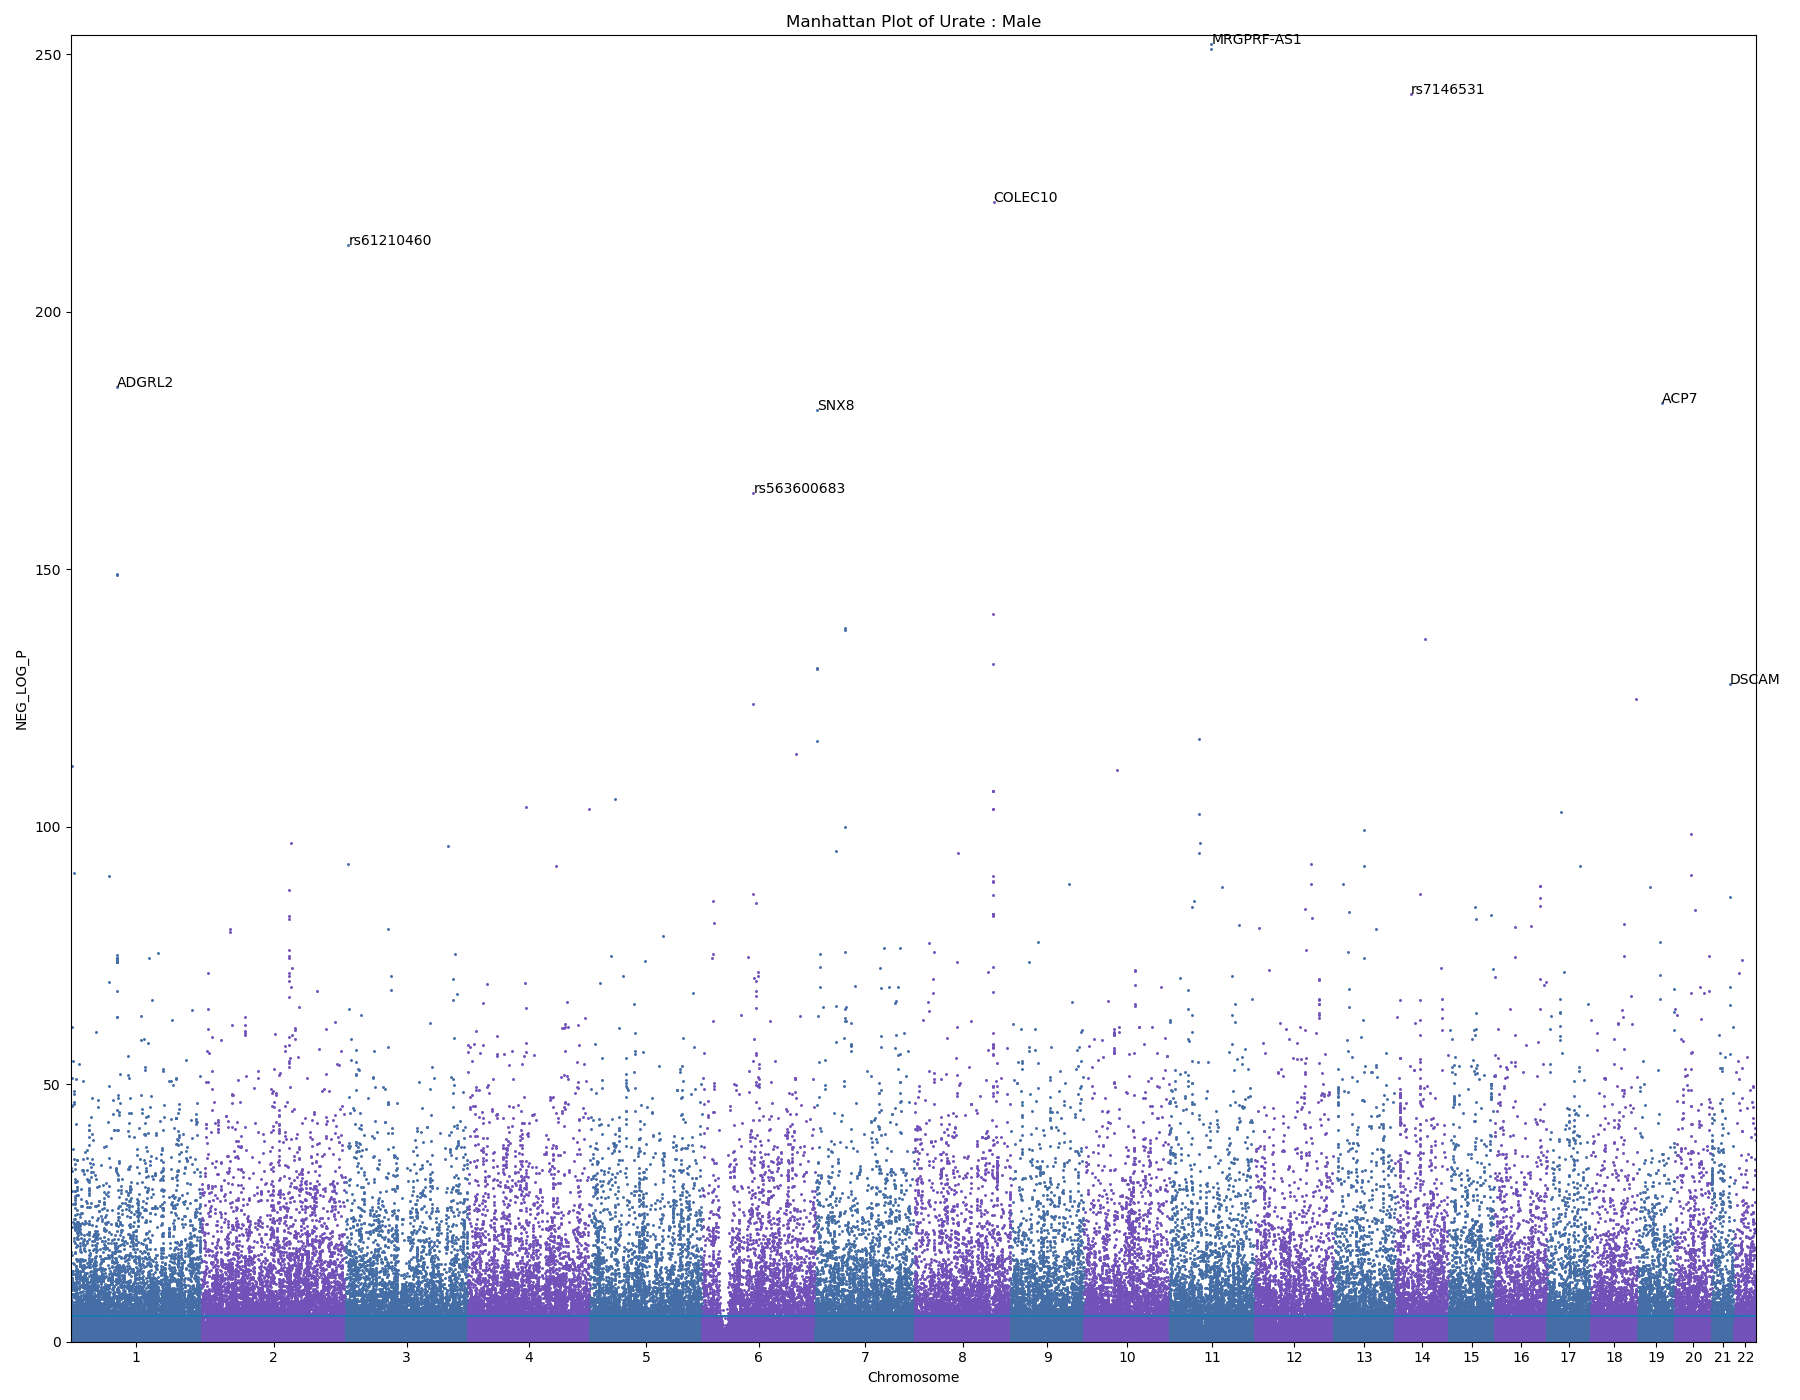 Manhattan Plot of Urate : Male
250
MRGPRF-AS1
rs7146531
COLEC10
rs61210460
200
ADGRL2
ACP7
SNX8
rs563600683
150
DSCAM
NEG_LOG_P
100
50
0
1 2 3 4 5 6 7 8 9 10 11 12 13 14 15 16 17 18 19 20 21 22
Chromosome